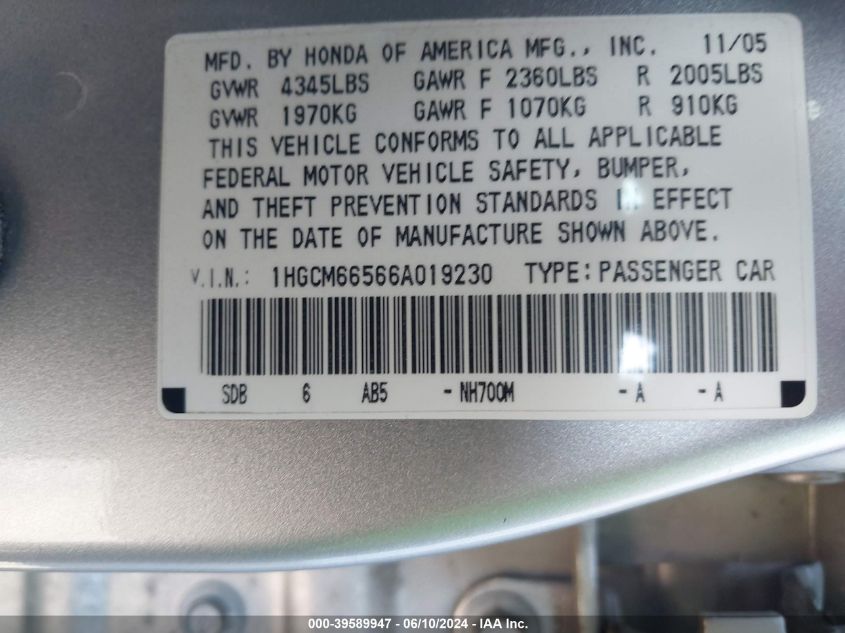 MFD. BY HONDA OF AMERICA MFG., INC. 11/05
GVWR 4345LBS GAWR F 2360LBS R 2005LBS
GVWR 1970KG GAWR F 1070KG R 910KG
THIS VEHICLE CONFORMS TO ALL APPLICABLE
FEDERAL MOTOR VEHICLE SAFETY, BUMPER,
AND THEFT PREVENTION STANDARDS IN EFFECT
ON THE DATE OF MANUFACTURE SHOWN ABOVE.
V.I.N.: 1HGCM66566A019230 TYPE: PASSENGER CAR
SDB 6 AB5 - NH700M - A - A
000-39589947 - 06/10/2024 - IAA Inc.